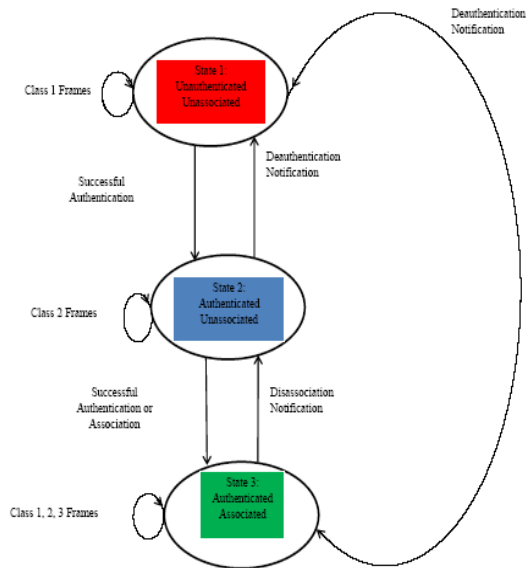 Deauthentication
Notification
State 1:
Unauthenticated
Unassociated
Class 1 Frames
Deauthentication
Notification
Successful
Authentication
State 2:
Authenticated
Unassociated
Class 2 Frames
Successful
Authentication or
Association
Disassociation
Notification
State 3:
Authenticated
Associated
Class 1, 2, 3 Frames